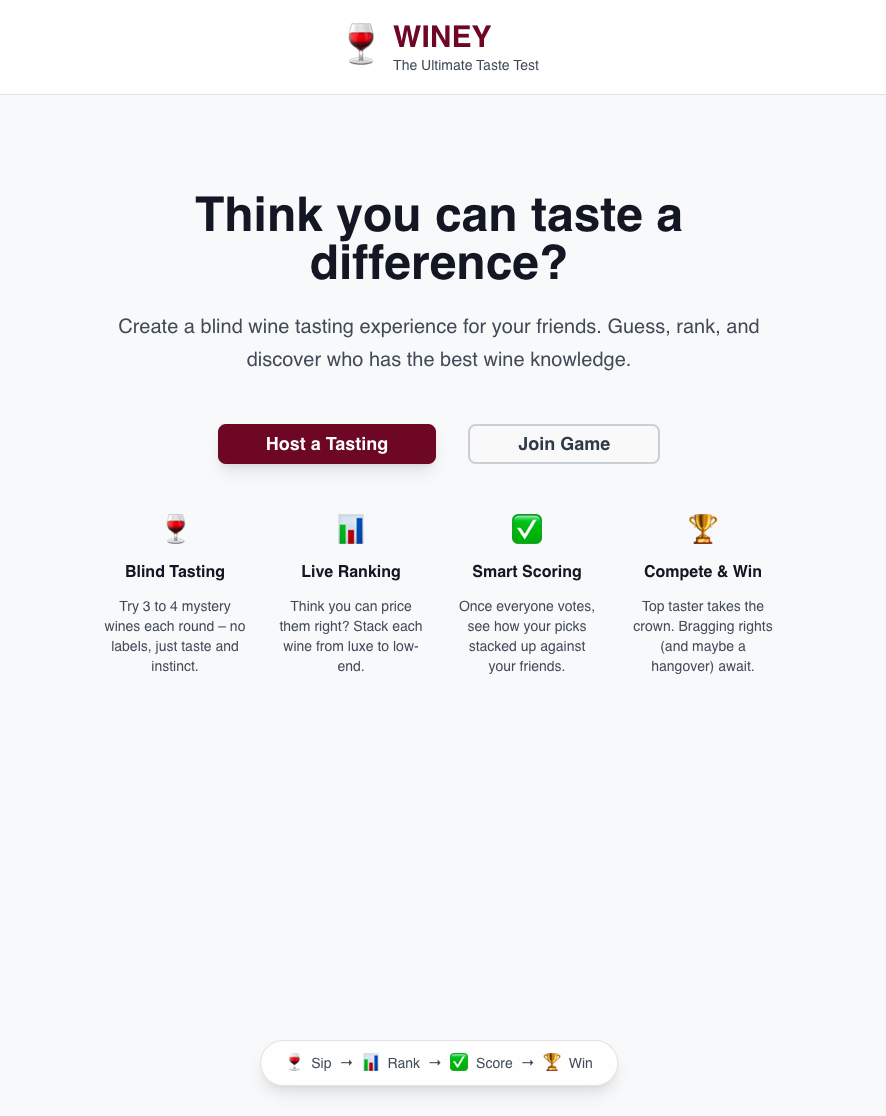 WINEY
The Ultimate Taste Test
Think you can taste a
difference?
Create a blind wine tasting experience for your friends. Guess, rank, and
discover who has the best wine knowledge.
Host a Tasting
Join Game
Blind Tasting
Try 3 to 4 mystery
wines each round – no
labels, just taste and
instinct.
Live Ranking
Think you can price
them right? Stack each
wine from luxe to low-
end.
Smart Scoring
Once everyone votes,
see how your picks
stacked up against
your friends.
Compete & Win
Top taster takes the
crown. Bragging rights
(and maybe a
hangover) await.
Sip → Rank → Score → Win